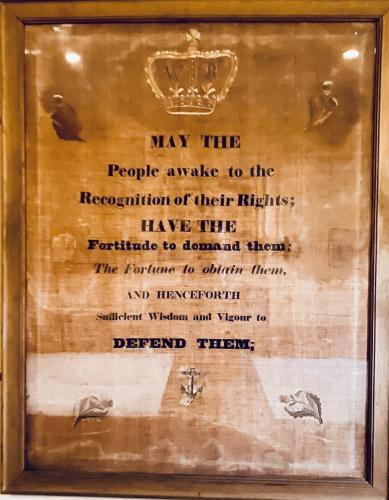 W R
MAY THE
People awake to the
Recognition of their Rights;
HAVE THE
Fortitude to demand them;
The Fortune to obtain them,
AND HENCEFORTH
Sufficient Wisdom and Vigour to
DEFEND THEM;